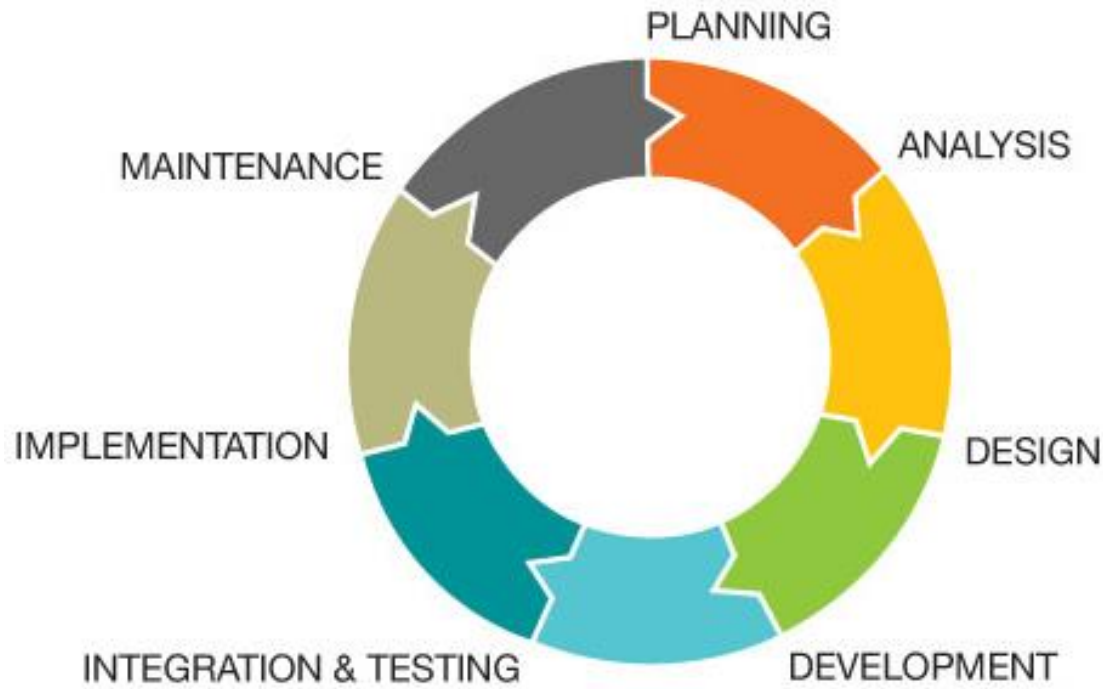 PLANNING
ANALYSIS
DESIGN
DEVELOPMENT
INTEGRATION & TESTING
IMPLEMENTATION
MAINTENANCE